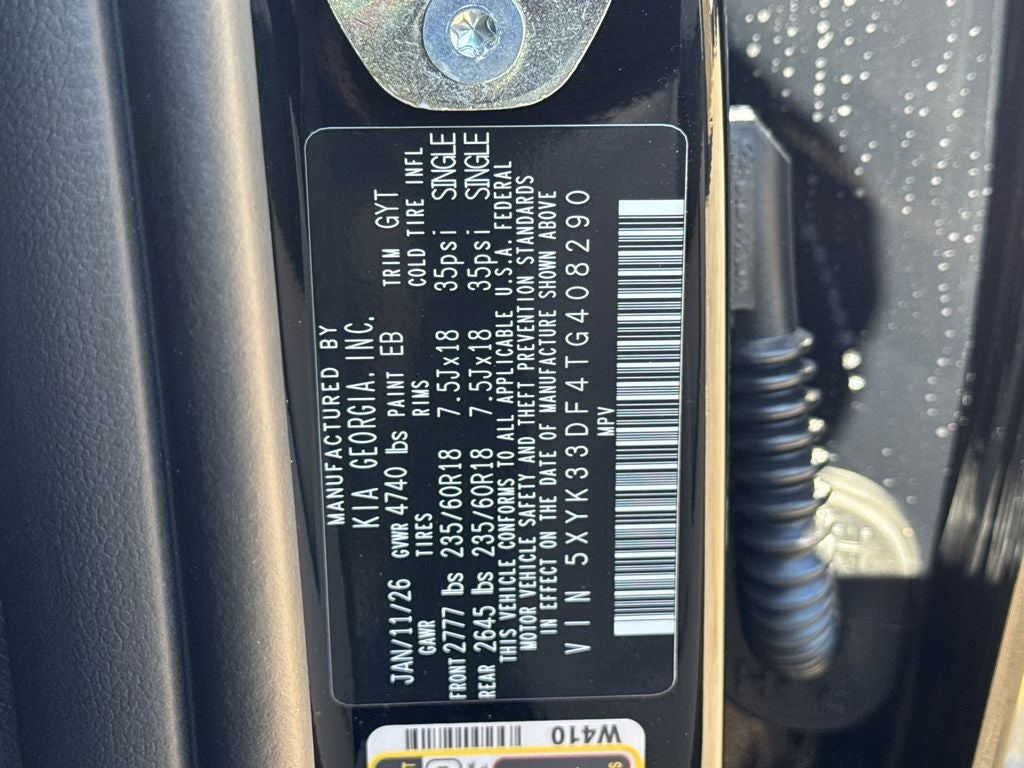 MANUFACTURED BY
KIA GEORGIA, INC.
JAN/11/26 GVWR 4740 lbs PAINT EB TRIM GYT
GAWR TIRES RIMS COLD TIRE INFL
FRONT 2777 lbs 235/60R18 7.5Jx18 35psi SINGLE
REAR 2645 lbs 235/60R18 7.5Jx18 35psi SINGLE
THIS VEHICLE CONFORMS TO ALL APPLICABLE U.S.A. FEDERAL
MOTOR VEHICLE SAFETY AND THEFT PREVENTION STANDARDS
IN EFFECT ON THE DATE OF MANUFACTURE SHOWN ABOVE
VIN 5XYK33DF4TG408290
MPV
W410